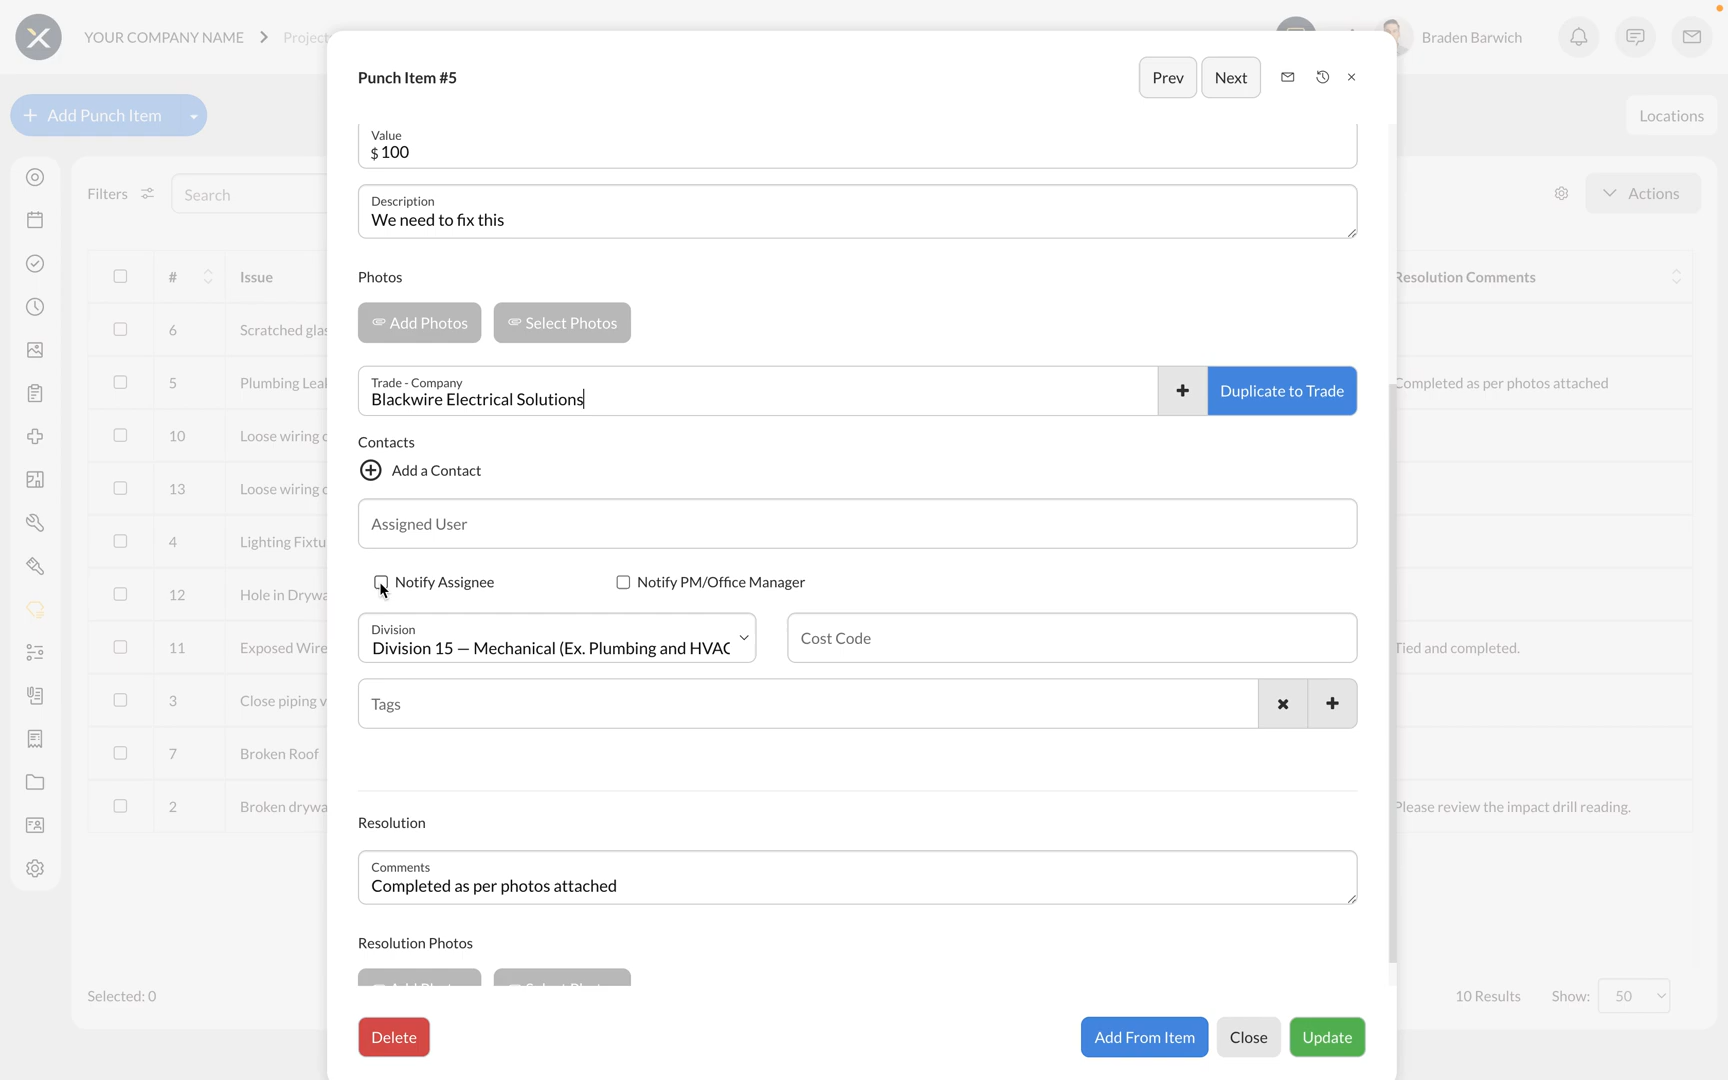 YOUR COMPANY NAME
Project
Braden Barwich
Add Punch Item
Locations
Filters
Search
Actions
# Issue Resolution Comments
6 Scratched glas
5 Plumbing Leal Completed as per photos attached
10 Loose wiring c
13 Loose wiring c
4 Lighting Fixtu
12 Hole in Drywa
11 Exposed Wire Tied and completed.
3 Close piping v
7 Broken Roof
2 Broken drywa Please review the impact drill reading.
Selected: 0
10 Results Show: 50
Punch Item #5
Prev Next
Value
$ 100
Description
We need to fix this
Photos
Add Photos Select Photos
Trade - Company
Blackwire Electrical Solutions
Duplicate to Trade
Contacts
Add a Contact
Assigned User
Notify Assignee Notify PM/Office Manager
Division
Division 15 — Mechanical (Ex. Plumbing and HVAC
Cost Code
Tags
Resolution
Comments
Completed as per photos attached
Resolution Photos
Delete Add From Item Close Update